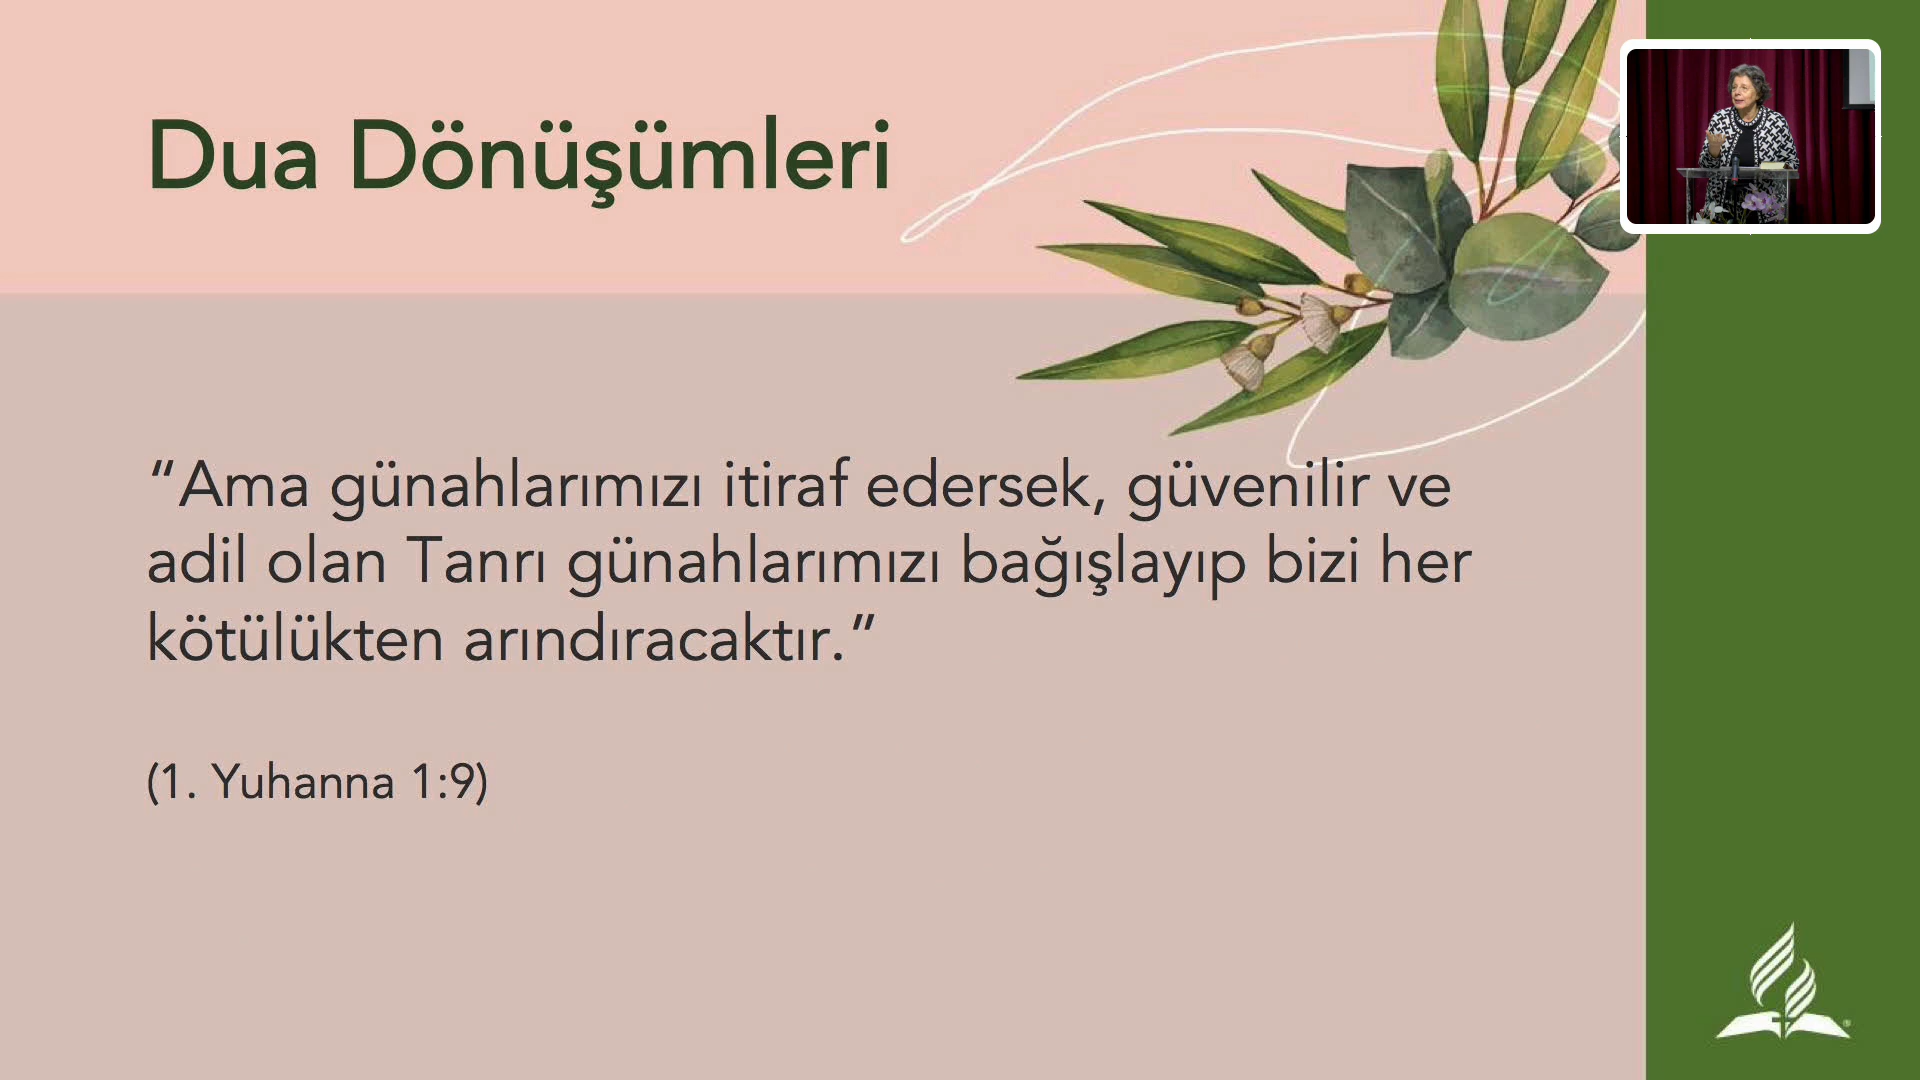 Dua Dönüşümleri
“Ama günahlarımızı itiraf edersek, güvenilir ve
adil olan Tanrı günahlarımızı bağışlayıp bizi her
kötülükten arındıracaktır.”
(1. Yuhanna 1:9)